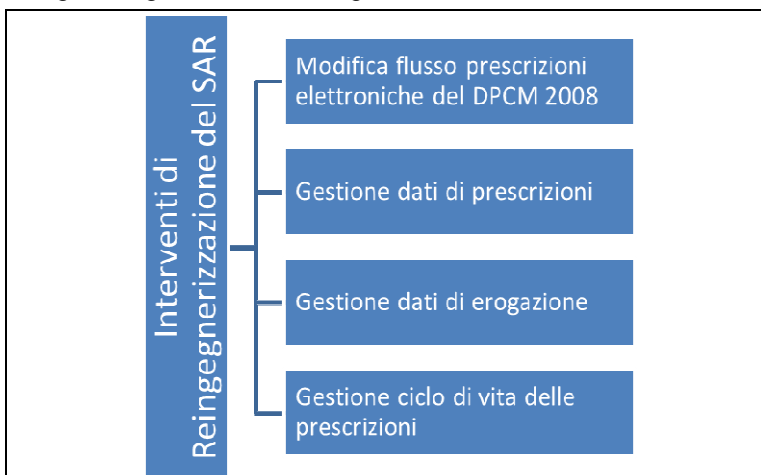 Interventi di
Reingegnerizzazione del SAR
Modifica flusso prescrizioni
elettroniche del DPCM 2008
Gestione dati di prescrizioni
Gestione dati di erogazione
Gestione ciclo di vita delle
prescrizioni